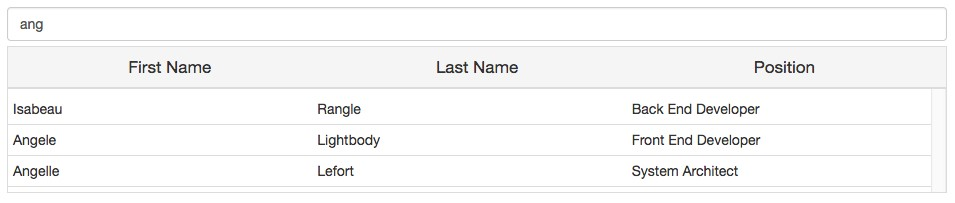 ang
First Name Last Name Position
Isabeau Rangle Back End Developer
Angele Lightbody Front End Developer
Angelle Lefort System Architect